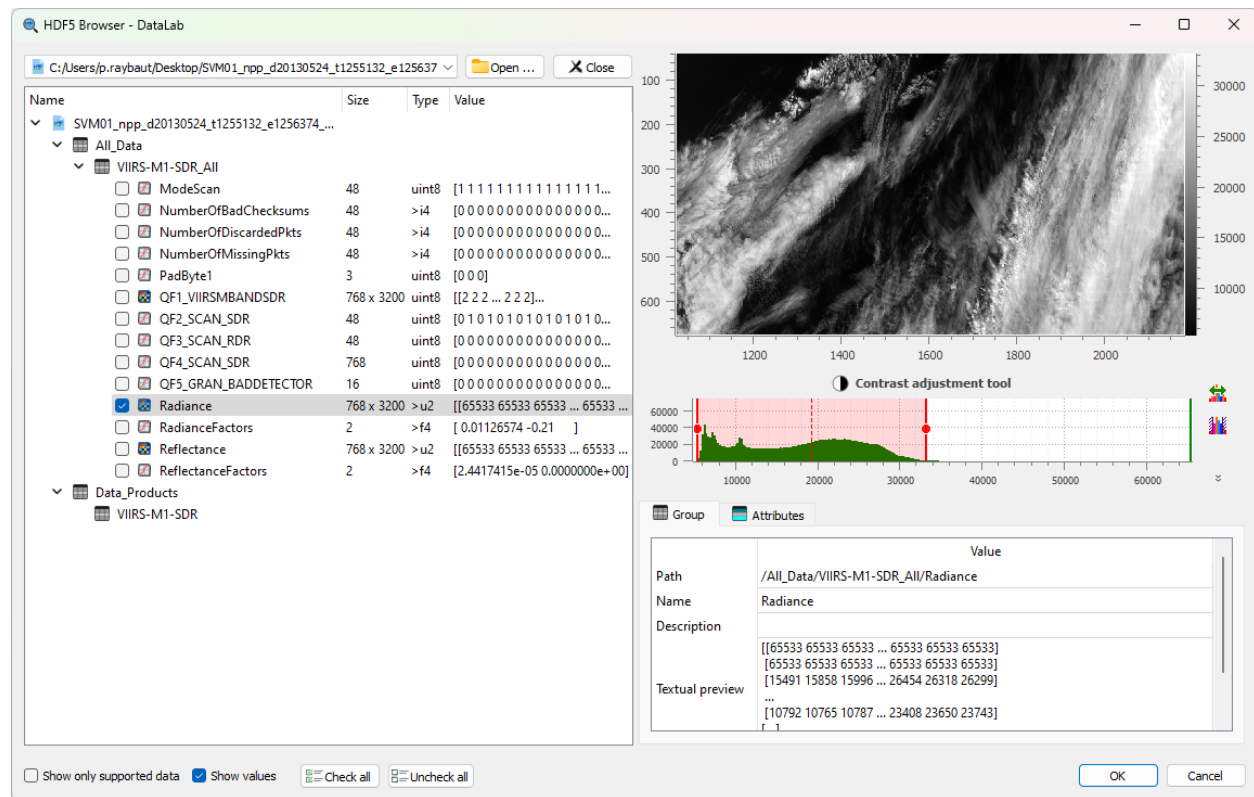 HDF5 Browser - DataLab
C:/Users/p.raybaut/Desktop/SVM01_npp_d20130524_t1255132_e125637
Open ...
Close
Name Size Type Value
SVM01_npp_d20130524_t1255132_e1256374_...
All_Data
VIIRS-M1-SDR_All
ModeScan 48 uint8 [1 1 1 1 1 1 1 1 1 1 1 1 1 1 1...
NumberOfBadChecksums 48 >i4 [0 0 0 0 0 0 0 0 0 0 0 0 0 0 0...
NumberOfDiscardedPkts 48 >i4 [0 0 0 0 0 0 0 0 0 0 0 0 0 0 0...
NumberOfMissingPkts 48 >i4 [0 0 0 0 0 0 0 0 0 0 0 0 0 0 0...
PadByte1 3 uint8 [0 0 0]
QF1_VIIRSMBANDSDR 768 x 3200 uint8 [[2 2 2 ... 2 2 2]...
QF2_SCAN_SDR 48 uint8 [0 1 0 1 0 1 0 1 0 1 0 1 0 1 0...
QF3_SCAN_RDR 48 uint8 [0 0 0 0 0 0 0 0 0 0 0 0 0 0 0...
QF4_SCAN_SDR 768 uint8 [0 0 0 0 0 0 0 0 0 0 0 0 0 0 0...
QF5_GRAN_BADDETECTOR 16 uint8 [0 0 0 0 0 0 0 0 0 0 0 0 0 0 0...
Radiance 768 x 3200 >u2 [[65533 65533 65533 ... 65533 ...
RadianceFactors 2 >f4 [ 0.01126574 -0.21 ]
Reflectance 768 x 3200 >u2 [[65533 65533 65533 ... 65533 ...
ReflectanceFactors 2 >f4 [2.4417415e-05 0.0000000e+00]
Data_Products
VIIRS-M1-SDR
100
200
300
400
500
600
1200 1400 1600 1800 2000
30000
25000
20000
15000
10000
Contrast adjustment tool
60000
40000
20000
0
10000 20000 30000 40000 50000 60000
Group
Attributes
Value
Path /All_Data/VIIRS-M1-SDR_All/Radiance
Name Radiance
Description
Textual preview
[[65533 65533 65533 ... 65533 65533 65533]
[65533 65533 65533 ... 65533 65533 65533]
[15491 15858 15996 ... 26454 26318 26299]
...
[10792 10765 10787 ... 23408 23650 23743]
Show only supported data
Show values
Check all
Uncheck all
OK
Cancel